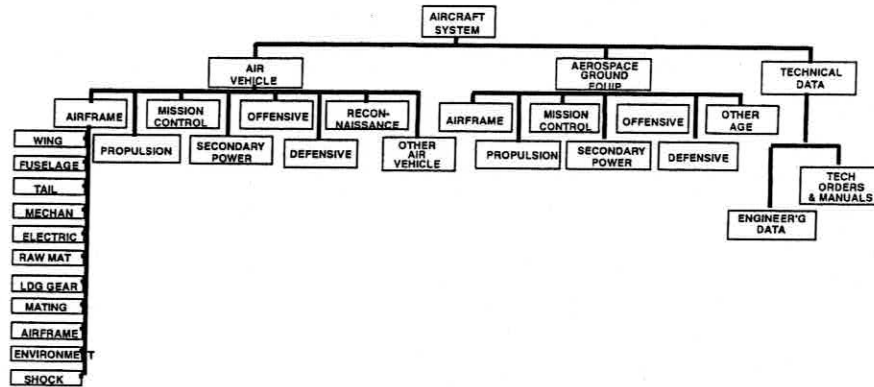 AIRCRAFT
SYSTEM
AIR
VEHICLE
AEROSPACE
GROUND
EQUIP
TECHNICAL
DATA
AIRFRAME
MISSION
CONTROL
OFFENSIVE
RECON-
NAISSANCE
PROPULSION
SECONDARY
POWER
DEFENSIVE
OTHER
AIR
VEHICLE
AIRFRAME
MISSION
CONTROL
OFFENSIVE
OTHER
AGE
PROPULSION
SECONDARY
POWER
DEFENSIVE
TECH
ORDERS
& MANUALS
ENGINEER'G
DATA
WING
FUSELAGE
TAIL
MECHAN
ELECTRIC
RAW MAT
LDG GEAR
MATING
AIRFRAME
ENVIRONMENT
SHOCK